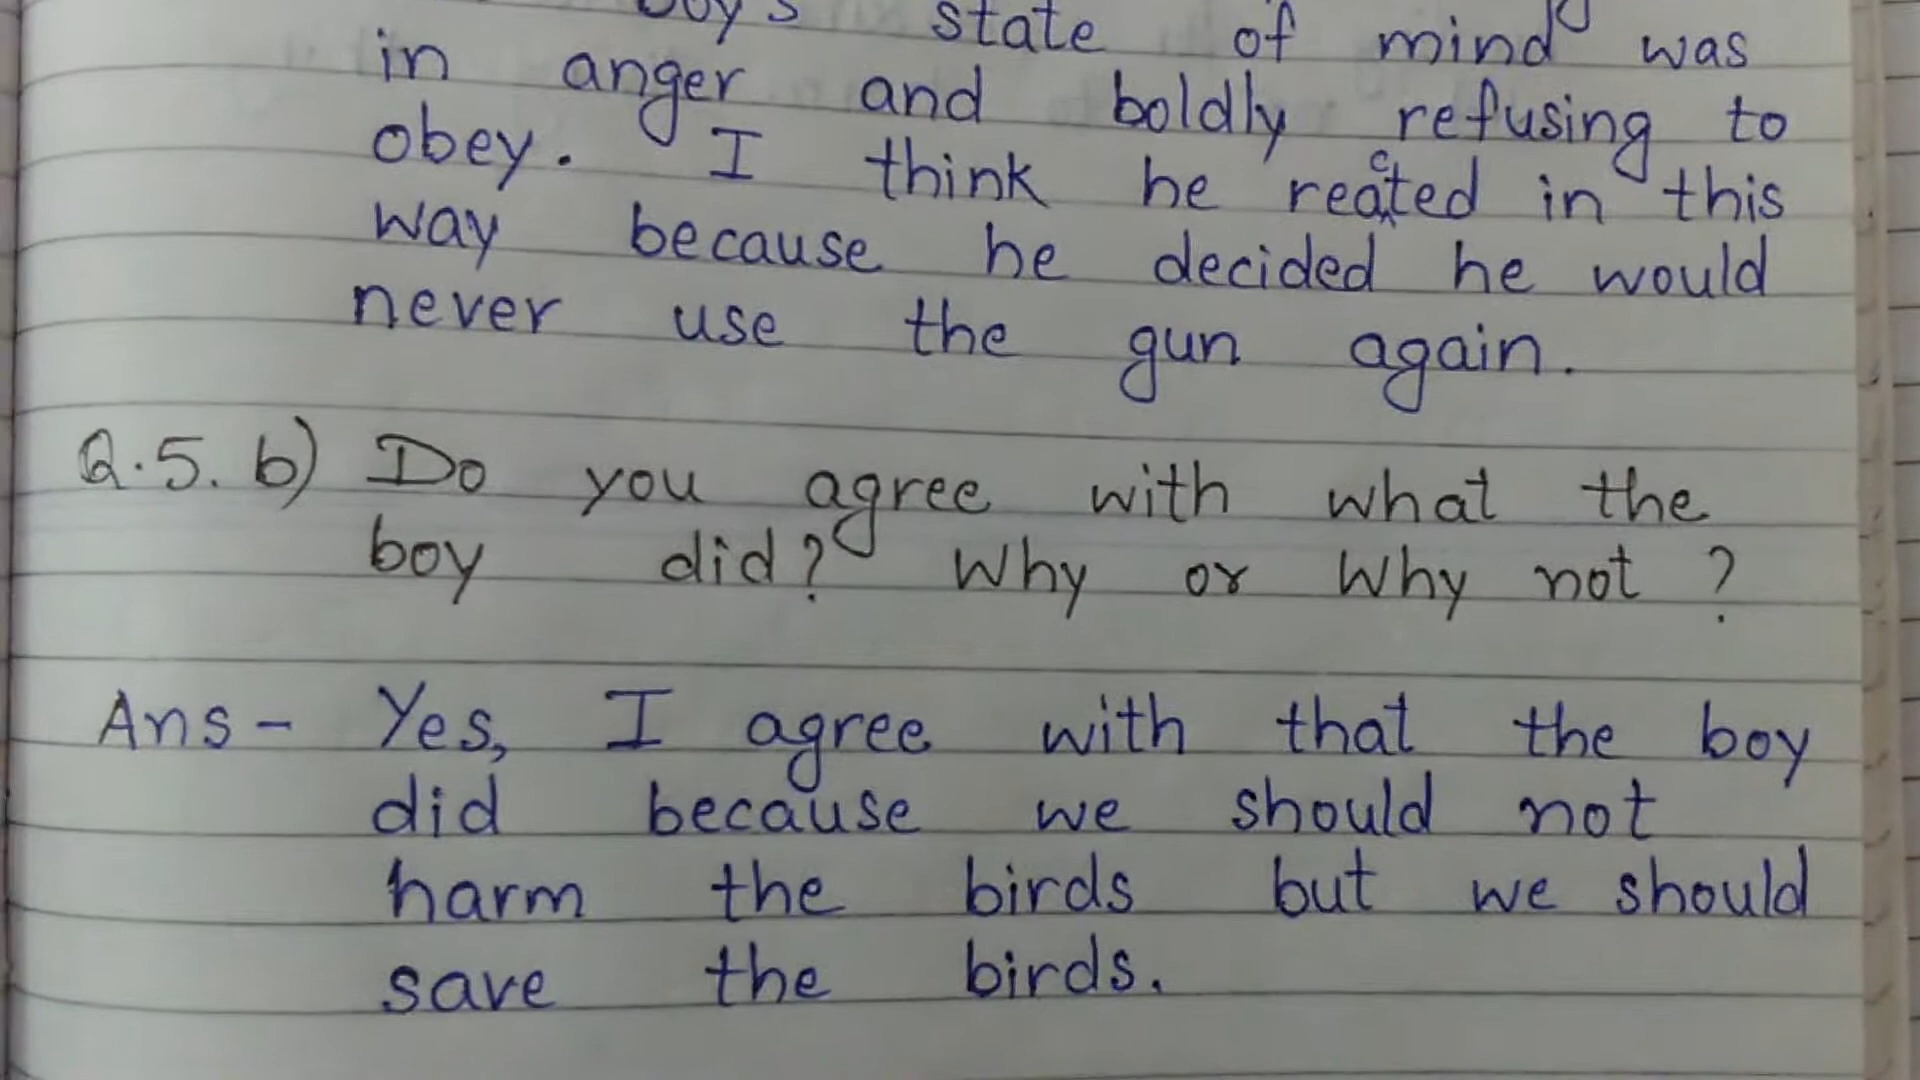 boy's state of mind was
in anger and boldly refusing to
obey. I think he reacted in this
way because he decided he would
never use the gun again.
Q.5. b) Do you agree with what the
boy did? Why or Why not ?
Ans - Yes, I agree with that the boy
did because we should not
harm the birds but we should
save the birds.